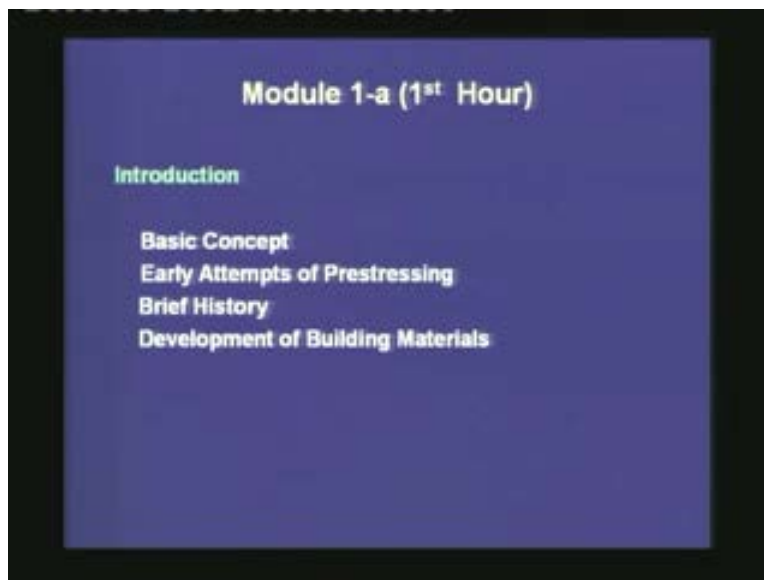 Module 1-a (1st Hour)
Introduction
Basic Concept
Early Attempts of Prestressing
Brief History
Development of Building Materials